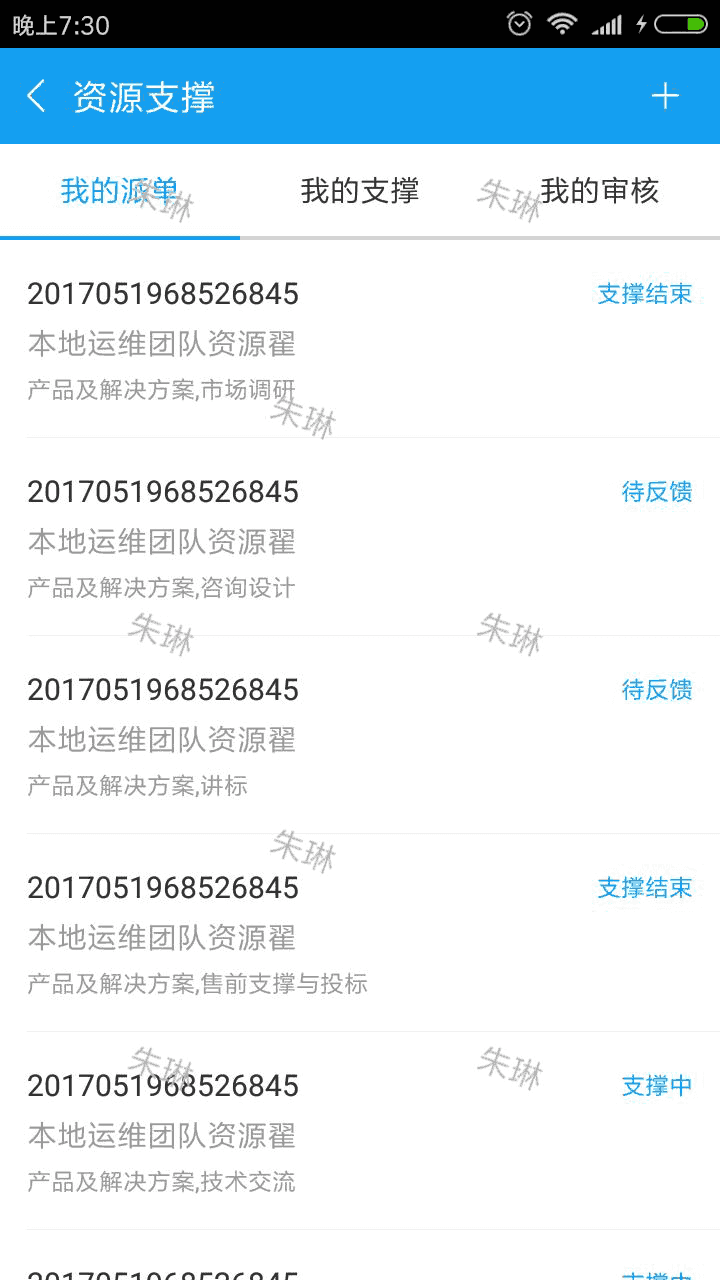 晚上7:30
资源支撑
我的派单 我的支撑 我的审核
朱琳 朱琳
2017051968526845 支撑结束
本地运维团队资源翟
产品及解决方案,市场调研
朱琳
2017051968526845 待反馈
本地运维团队资源翟
产品及解决方案,咨询设计
朱琳 朱琳
2017051968526845 待反馈
本地运维团队资源翟
产品及解决方案,讲标
朱琳
2017051968526845 支撑结束
本地运维团队资源翟
产品及解决方案,售前支撑与投标
朱琳 朱琳
2017051968526845 支撑中
本地运维团队资源翟
产品及解决方案,技术交流
2017051968526845 支撑中